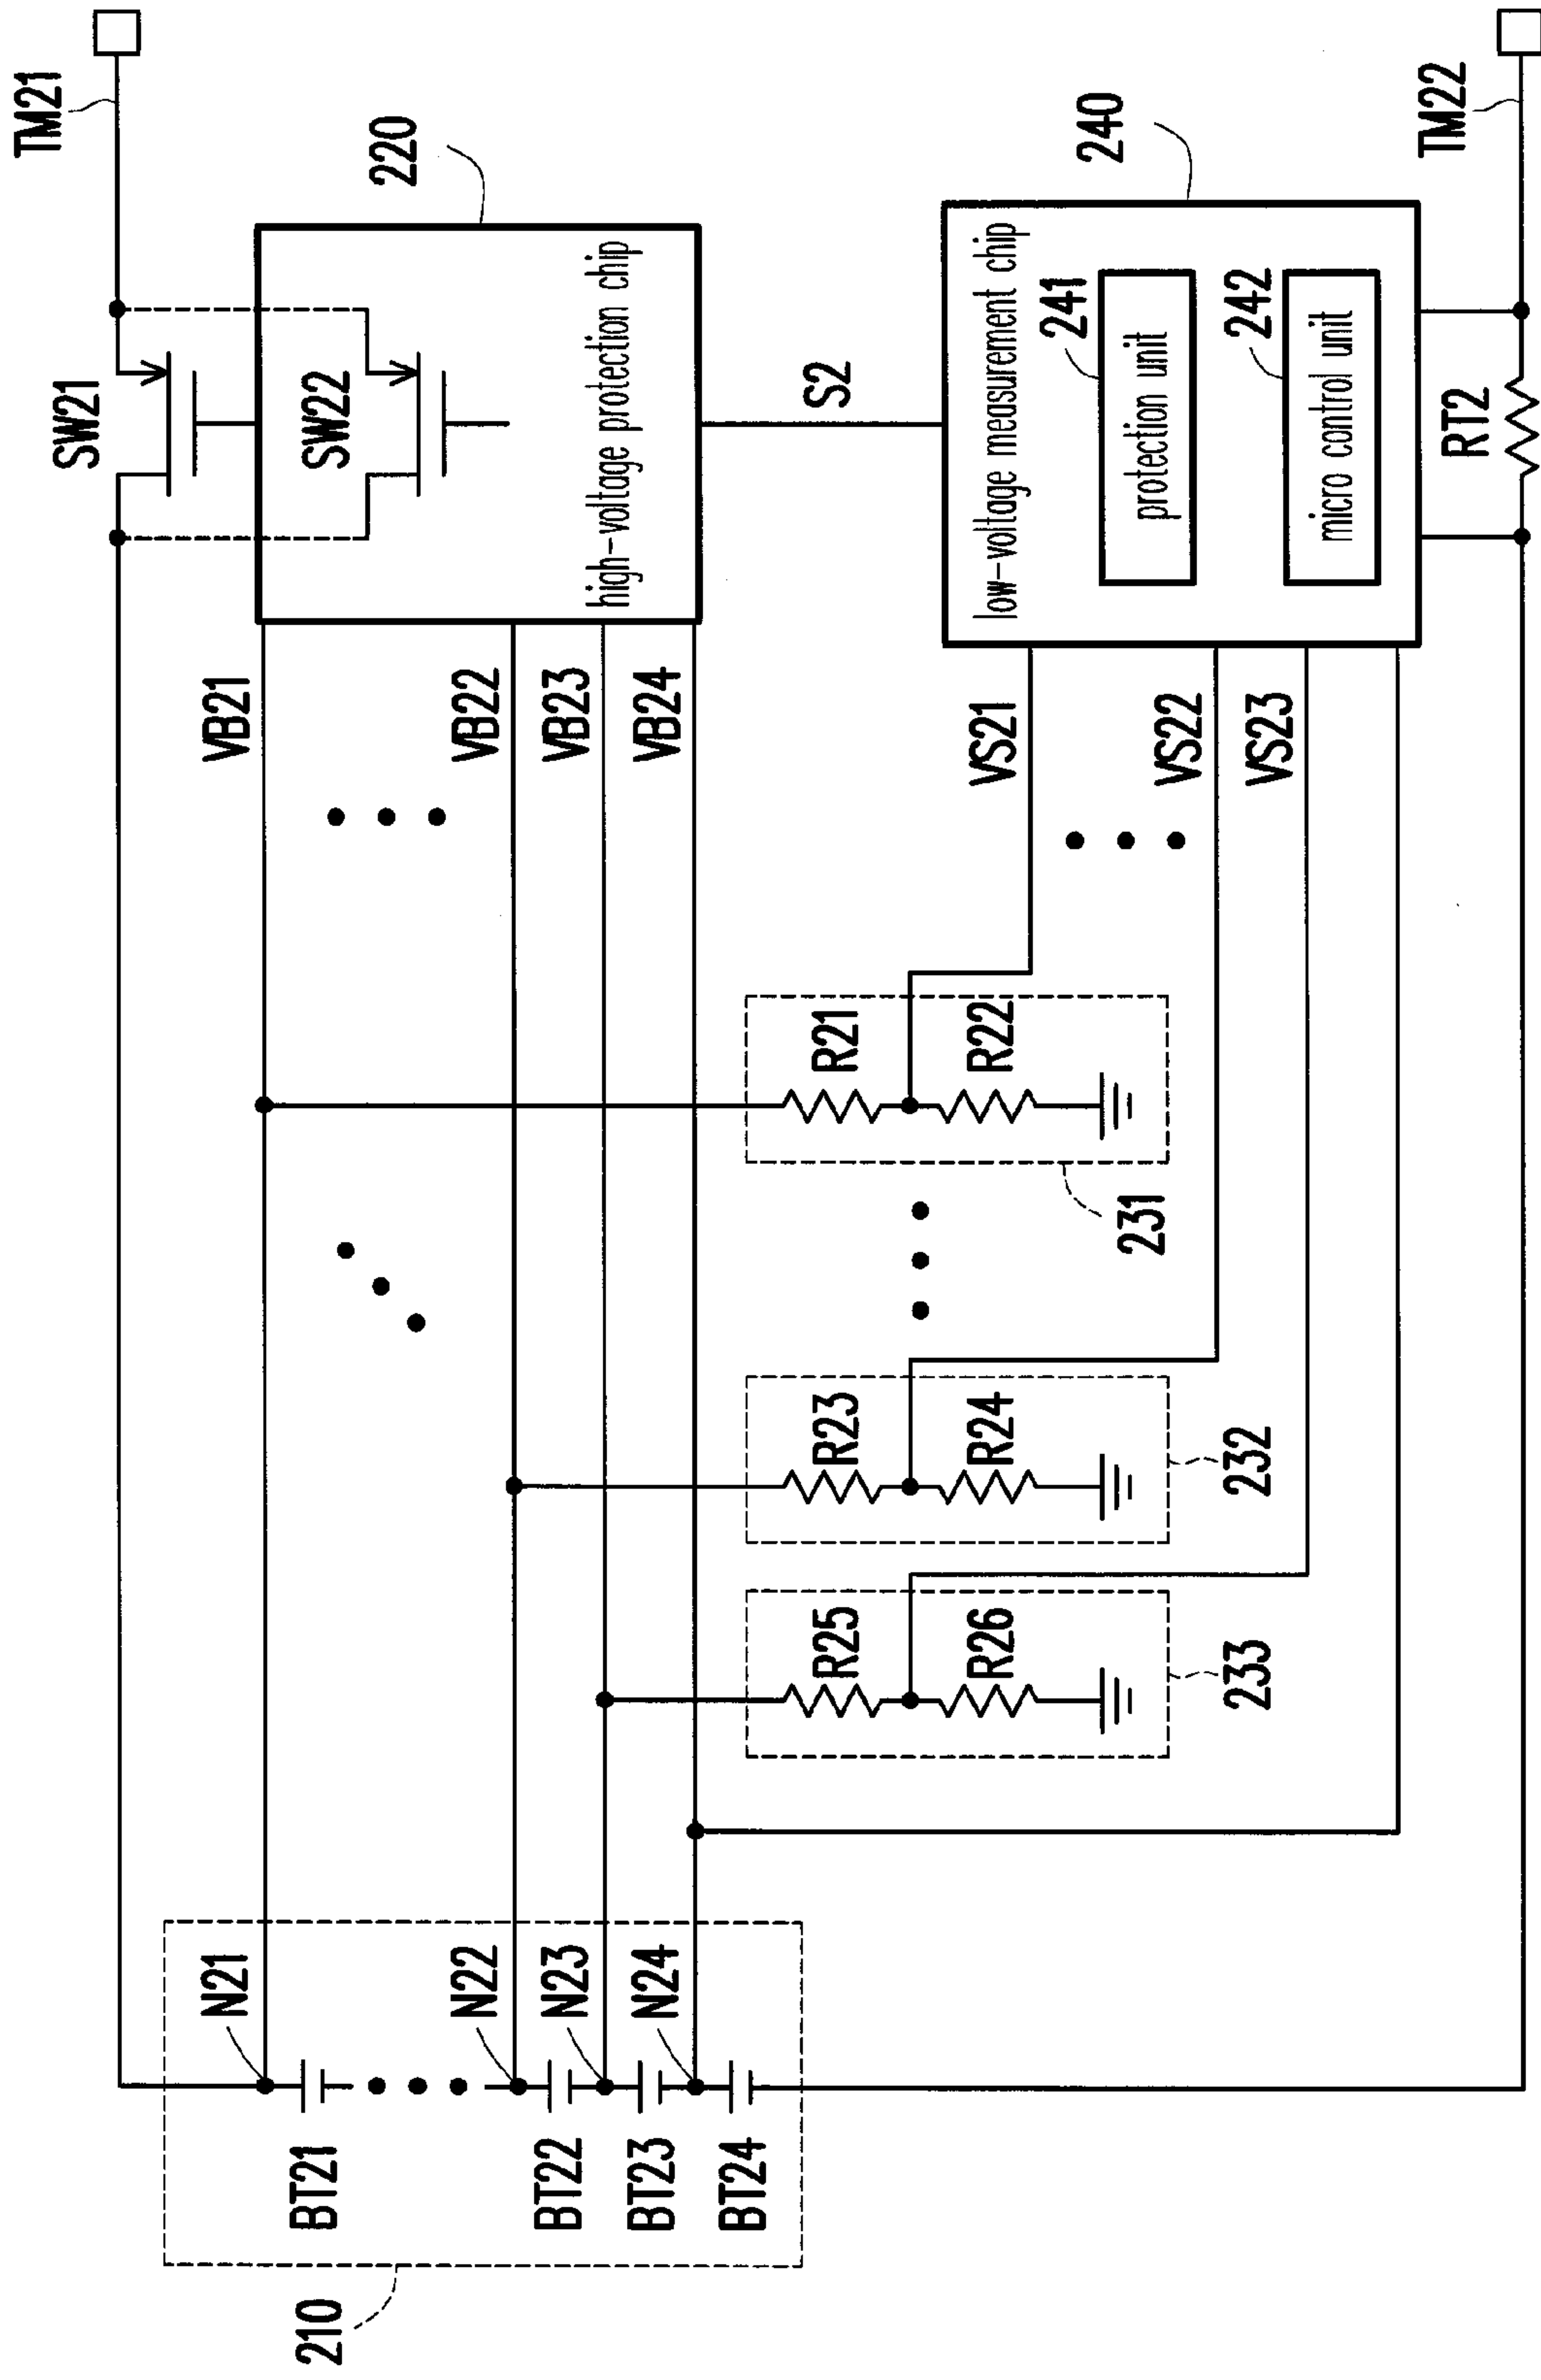 TM21
SW21
220
SW22
high-voltage protection chip
VB21
VB22
VB23
VB24
S2
240
low-voltage measurement chip
241
protection unit
242
micro control unit
TM22
RT2
VS21
VS22
VS23
R21
R22
231
R23
R24
232
R25
R26
233
N21
N22
N23
N24
BT21
BT22
BT23
BT24
210